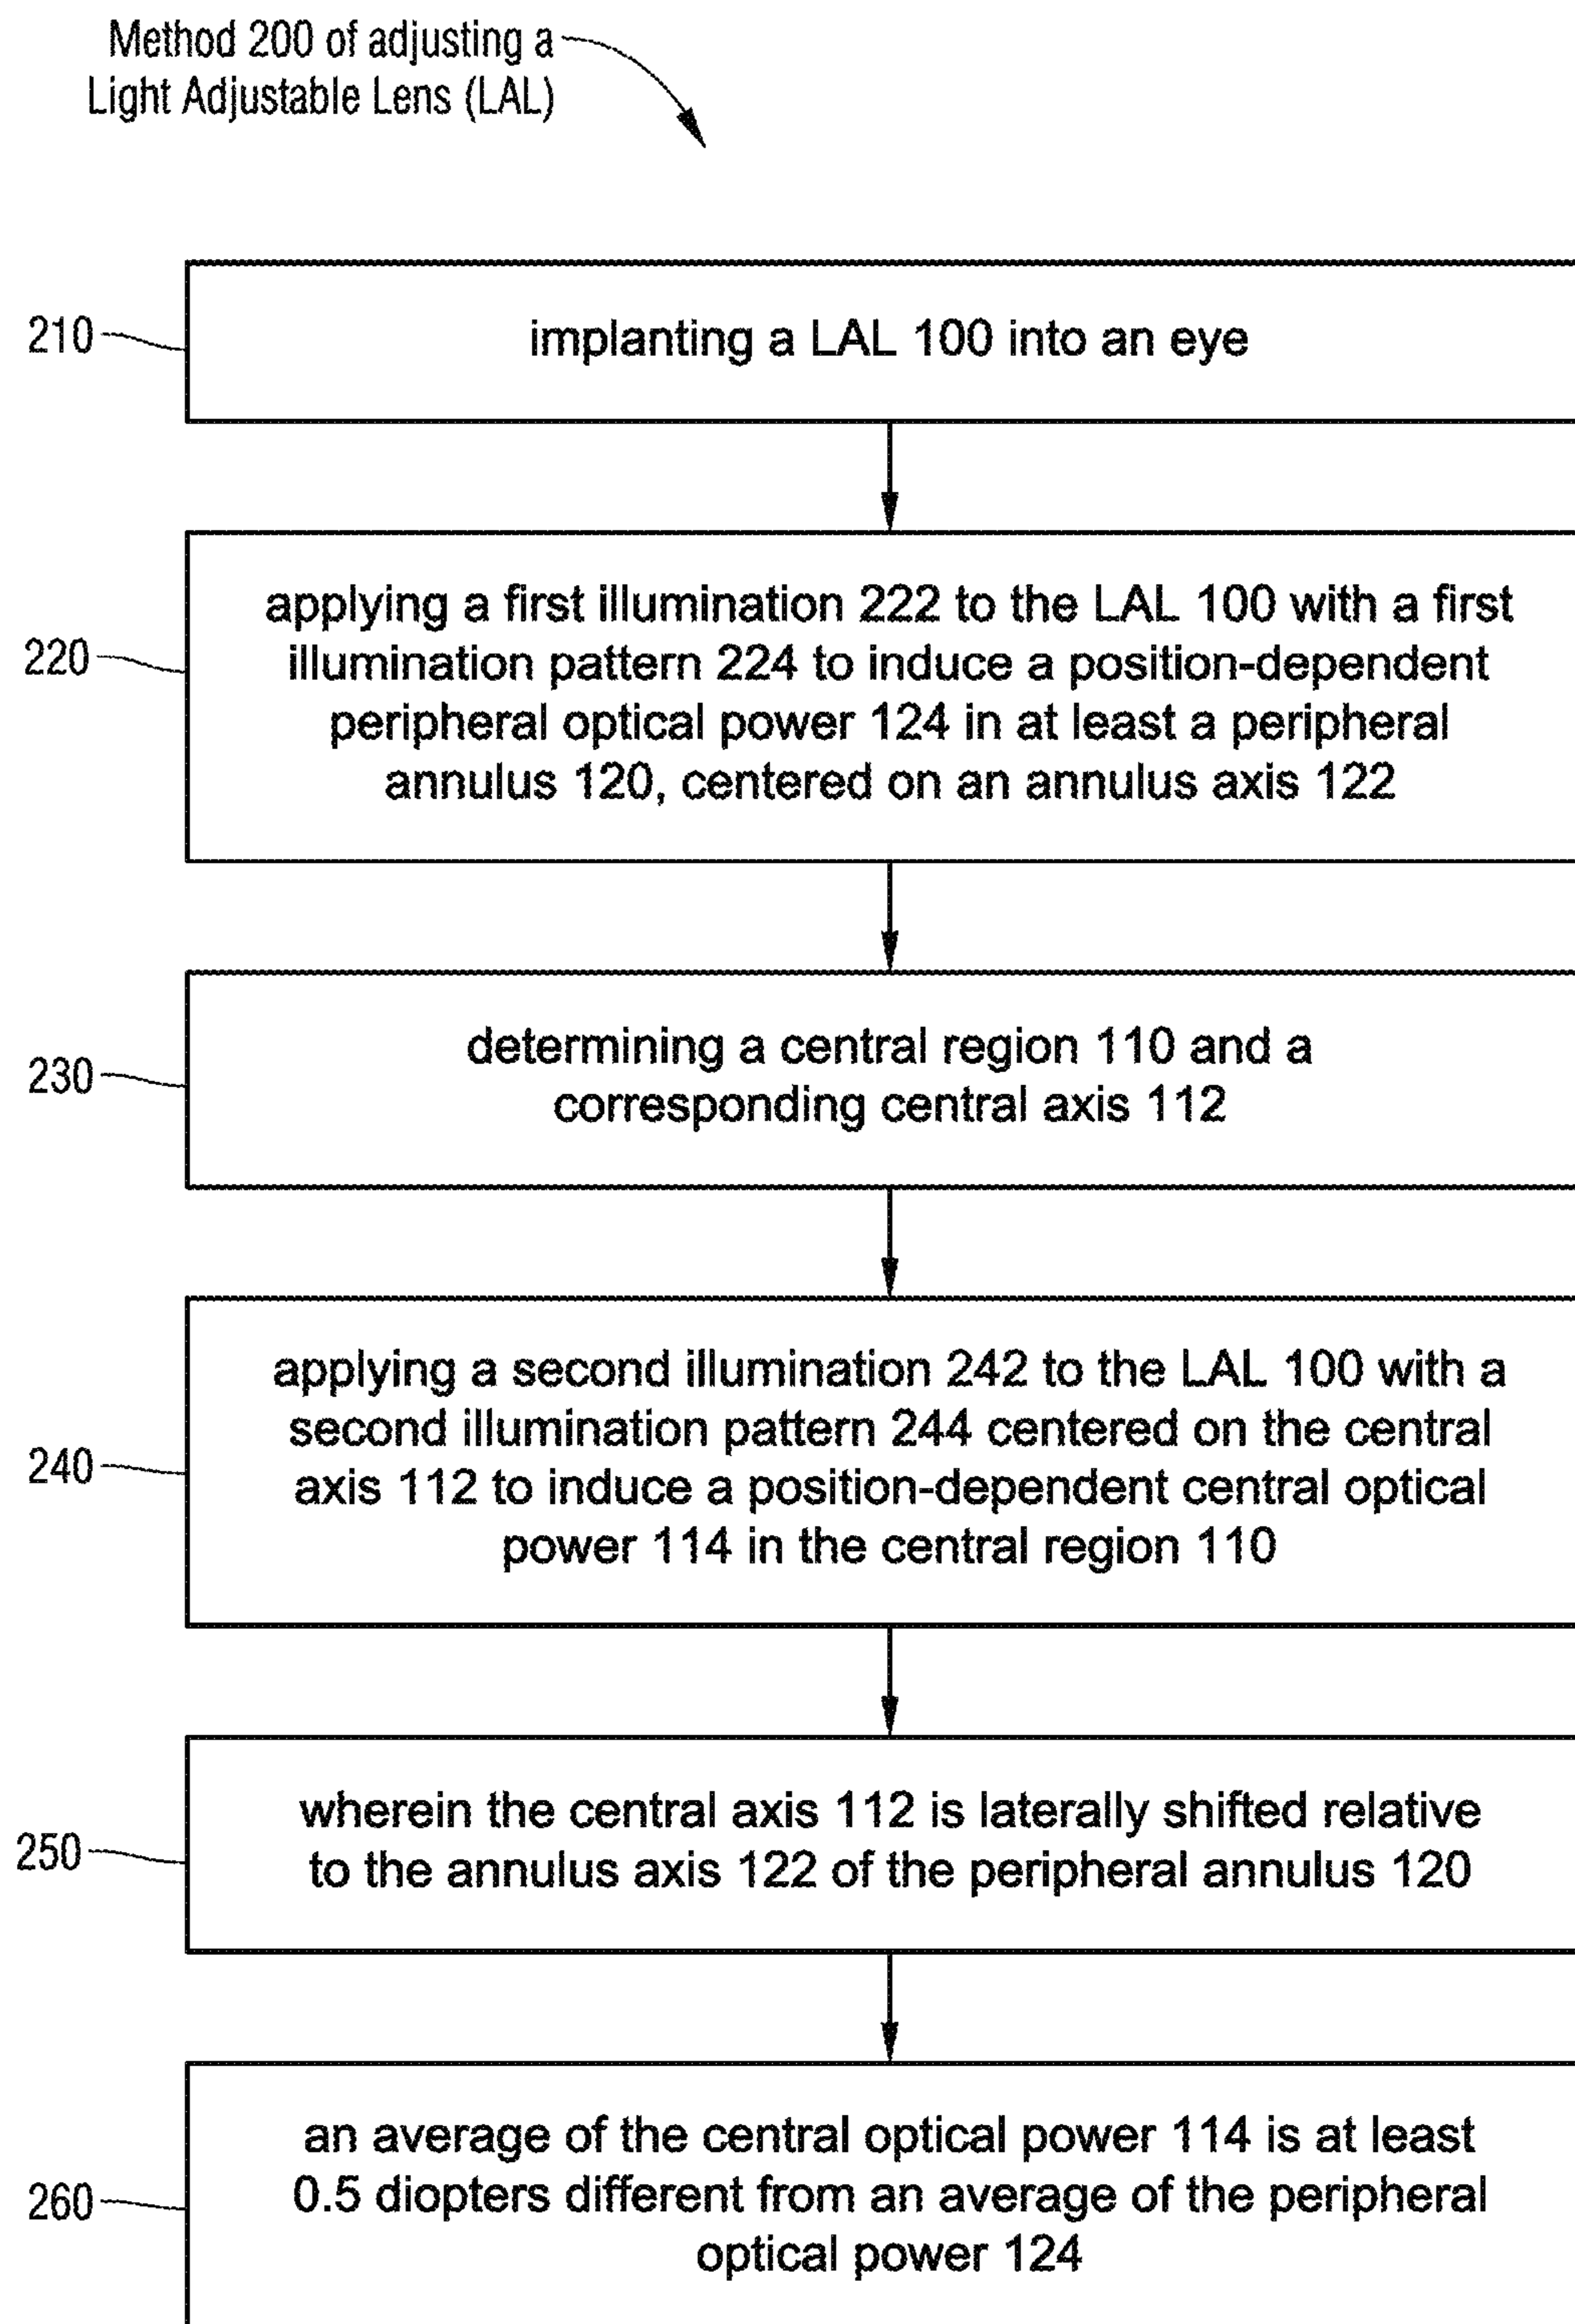 Method 200 of adjusting a
Light Adjustable Lens (LAL)
210
implanting a LAL 100 into an eye
220
applying a first illumination 222 to the LAL 100 with a first
illumination pattern 224 to induce a position-dependent
peripheral optical power 124 in at least a peripheral
annulus 120, centered on an annulus axis 122
230
determining a central region 110 and a
corresponding central axis 112
240
applying a second illumination 242 to the LAL 100 with a
second illumination pattern 244 centered on the central
axis 112 to induce a position-dependent central optical
power 114 in the central region 110
250
wherein the central axis 112 is laterally shifted relative
to the annulus axis 122 of the peripheral annulus 120
260
an average of the central optical power 114 is at least
0.5 diopters different from an average of the peripheral
optical power 124